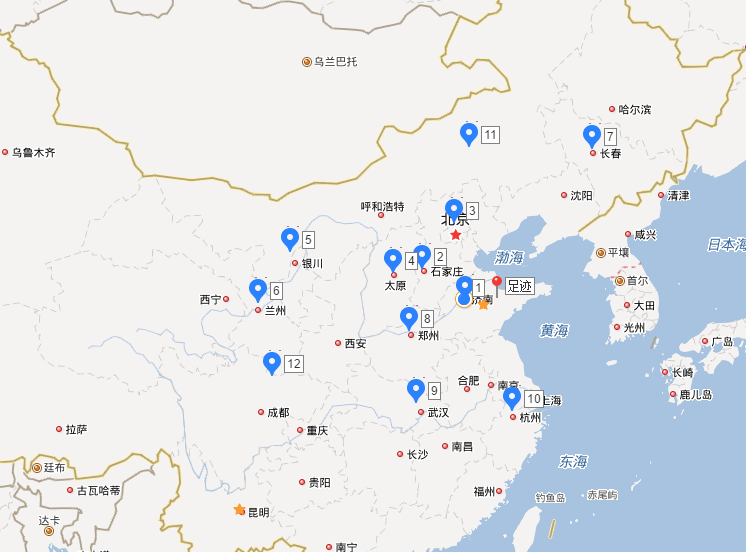 乌兰巴托
哈尔滨
11
7
乌鲁木齐
长春
沈阳
清津
呼和浩特
3
北京
咸兴
5
日本海
平壤
渤海
4
2
银川
石家庄
太原
首尔
6
1
足迹
西宁
济南
大田
兰州
8
光州
黄海
郑州
西安
广岛
12
长崎
合肥
南京
9
鹿儿岛
10
上海
成都
武汉
杭州
拉萨
重庆
南昌
长沙
东海
廷布
贵阳
古瓦哈蒂
福州
钓鱼岛
赤尾屿
昆明
达卡
南宁